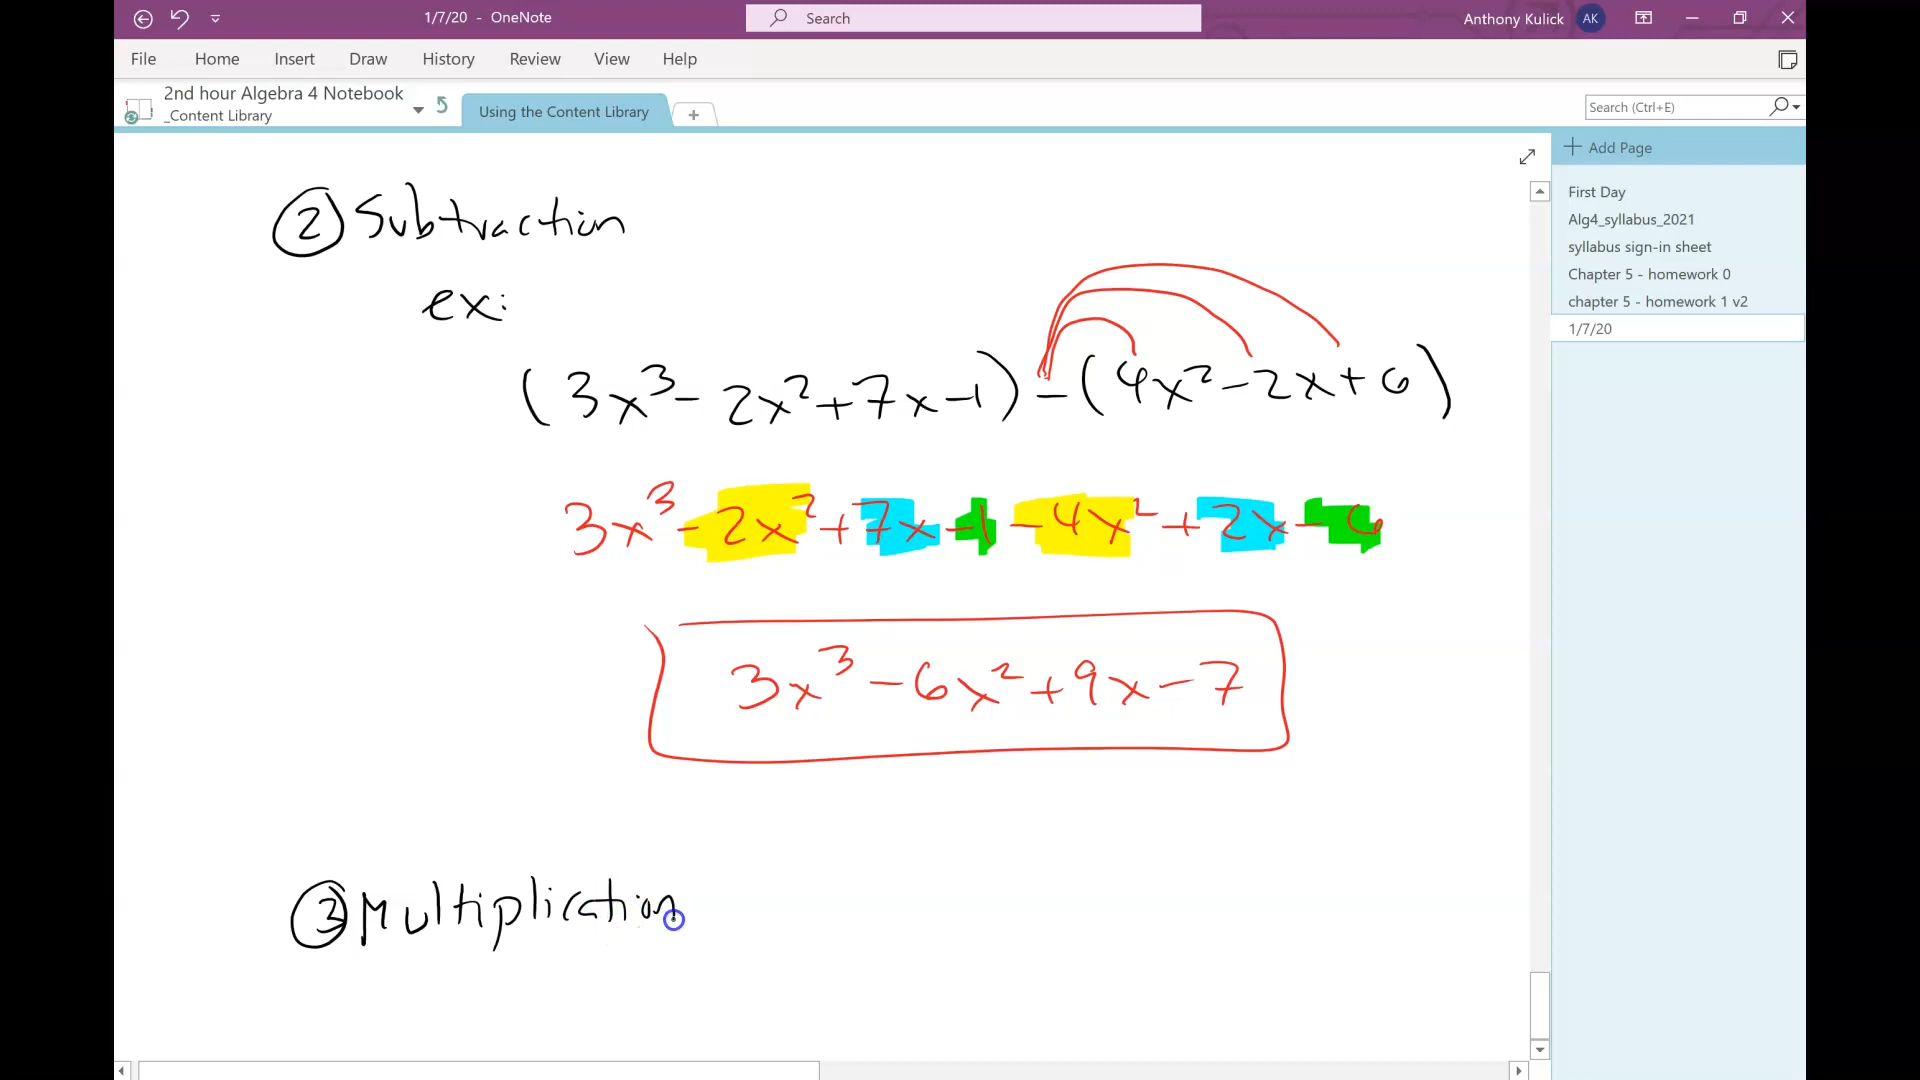 1/7/20 - OneNote
Search
Anthony Kulick AK
File Home Insert Draw History Review View Help
2nd hour Algebra 4 Notebook
_Content Library
Using the Content Library
+
Search (Ctrl+E)
Add Page
First Day
Alg4_syllabus_2021
syllabus sign-in sheet
Chapter 5 - homework 0
chapter 5 - homework 1 v2
1/7/20
② Subtraction
ex:
(3x³ - 2x² + 7x - 1) - (4x² - 2x + 6)
3x³ - 2x² + 7x - 1 - 4x² + 2x - 6
3x³ - 6x² + 9x - 7
③ Multiplication